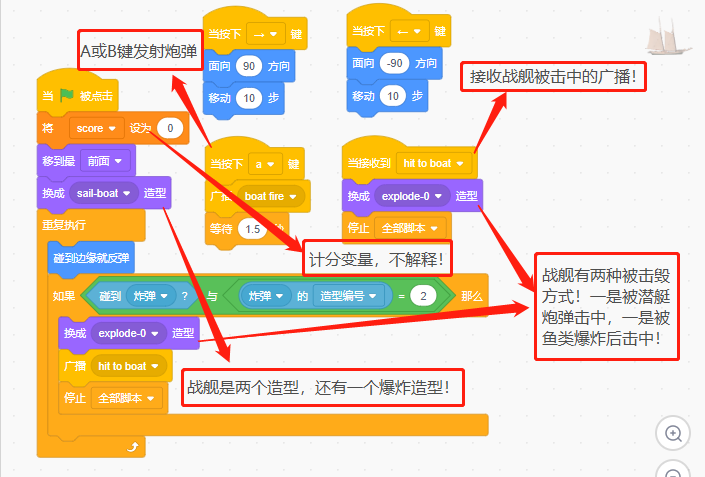 当按下 → 键
面向 90 方向
移动 10 步
当按下 ← 键
面向 -90 方向
移动 10 步
A或B键发射炮弹
接收战舰被击中的广播！
当 被点击
将 score 设为 0
移到最 前面
换成 sail-boat 造型
重复执行
碰到边缘就反弹
如果 碰到 炸弹 ? 与 炸弹 的 造型编号 = 2 那么
换成 explode-0 造型
广播 hit to boat
停止 全部脚本
当按下 a 键
广播 boat fire
等待 1.5
当接收到 hit to boat
换成 explode-0 造型
停止 全部脚本
计分变量，不解释！
战舰有两种被击毁
方式！一是被潜艇
炮弹击中，一是被
鱼类爆炸后击中！
战舰是两个造型，还有一个爆炸造型！